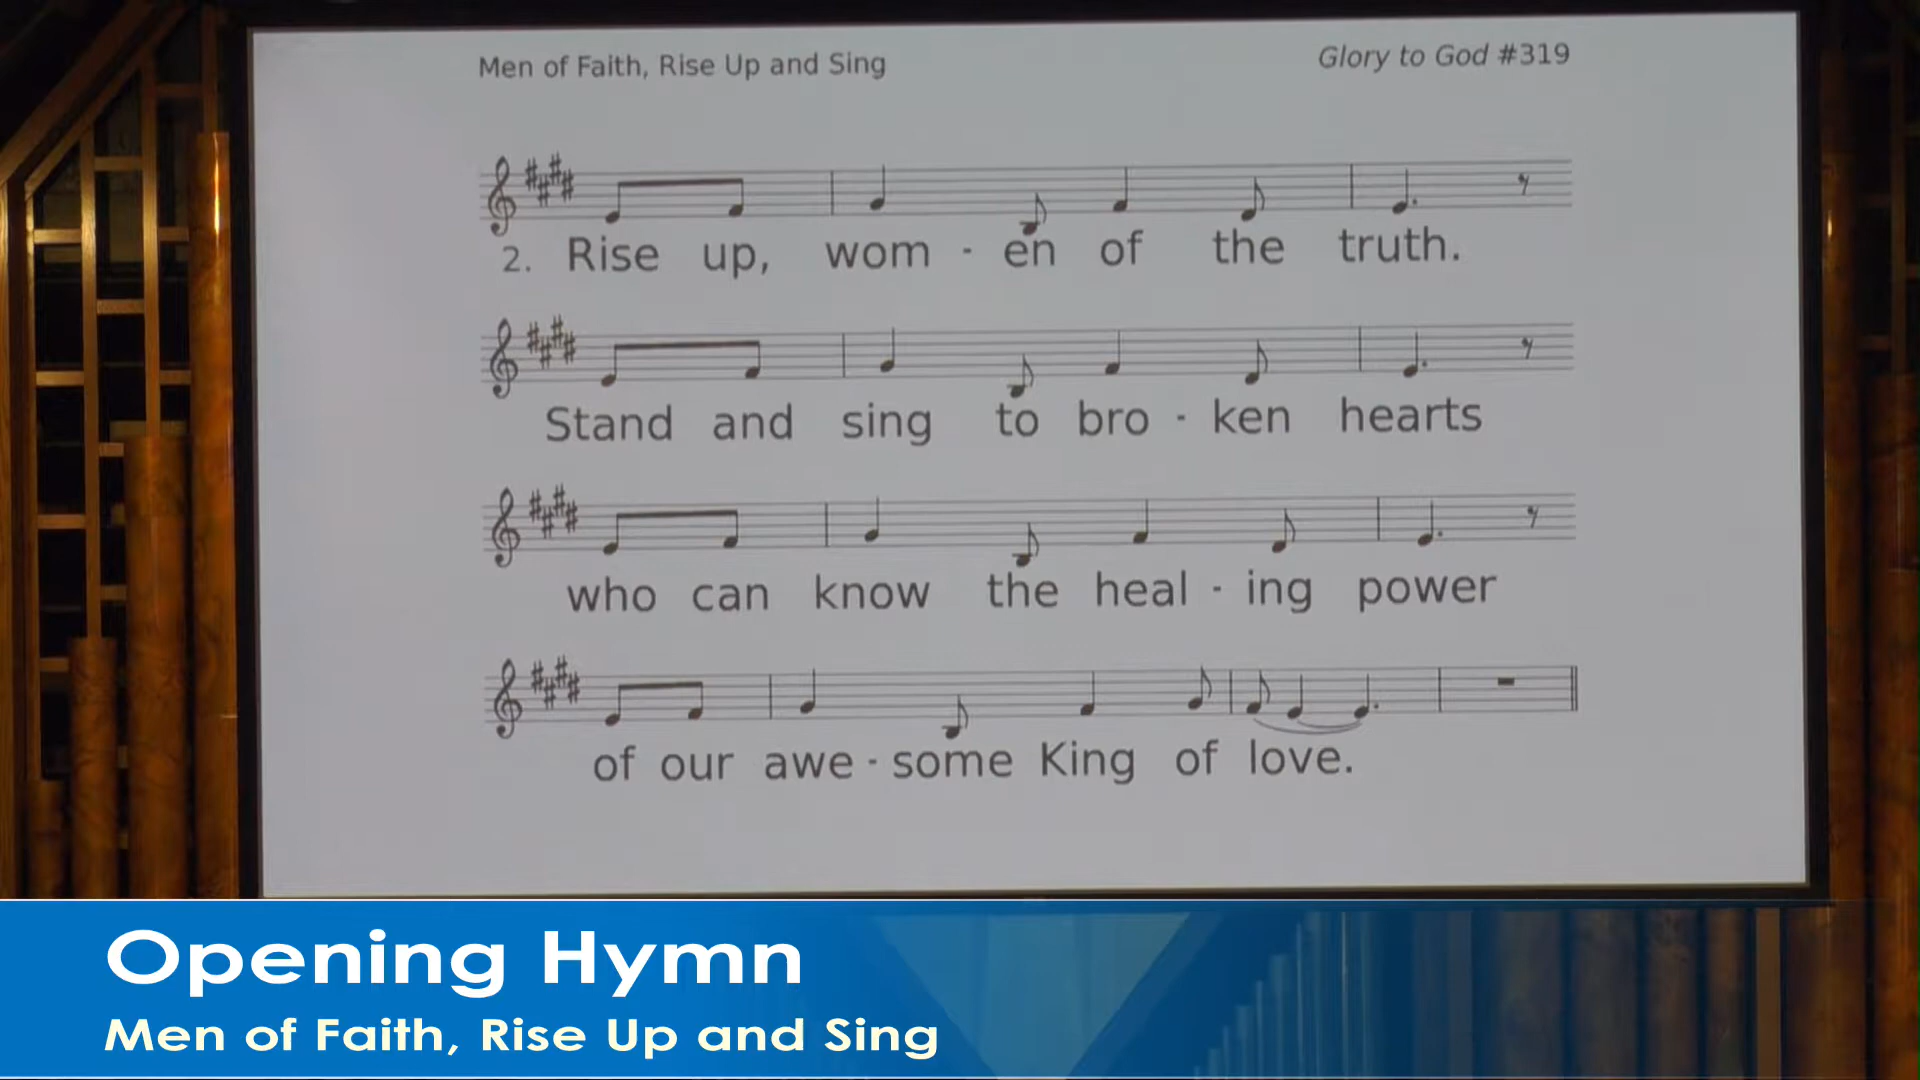 Men of Faith, Rise Up and Sing
Glory to God #319
2. Rise up, wom - en of the truth.
Stand and sing to bro - ken hearts
who can know the heal - ing power
of our awe - some King of love.
Opening Hymn
Men of Faith, Rise Up and Sing